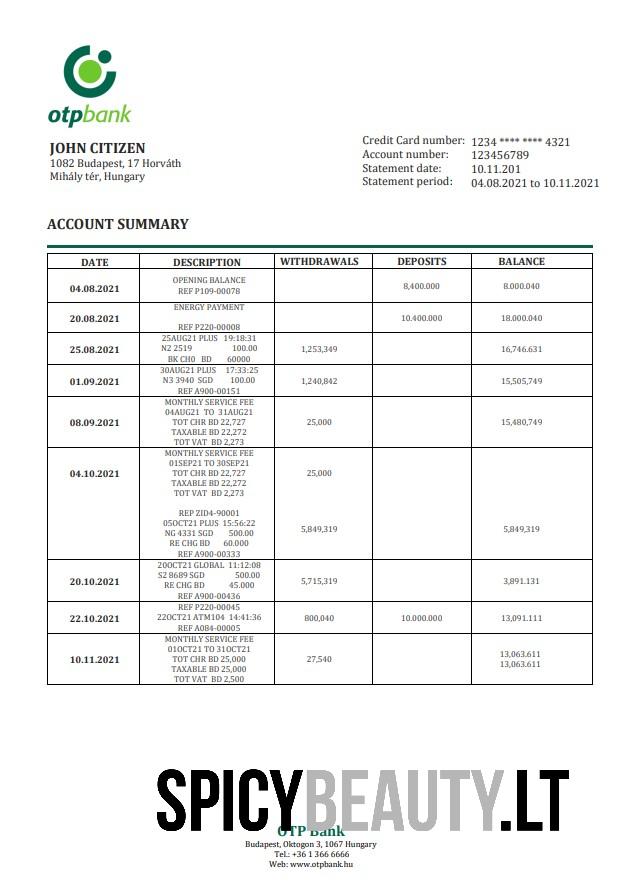 otpbank
JOHN CITIZEN
1082 Budapest, 17 Horváth
Mihály tér, Hungary
Credit Card number: 1234 **** **** 4321
Account number: 123456789
Statement date: 10.11.201
Statement period: 04.08.2021 to 10.11.2021
ACCOUNT SUMMARY
DATE DESCRIPTION WITHDRAWALS DEPOSITS BALANCE
OPENING BALANCE
04.08.2021 8,400.000 8.000.040
REF P109-00078
ENERGY PAYMENT
20.08.2021 10.400.000 18.000.040
REF P220-00008
25AUG21 PLUS 19:18:31
25.08.2021 N2 2519 100.00 1,253,349 16,746.631
BK CH0 BD 60000
30AUG21 PLUS 17:33:25
01.09.2021 N3 3940 SGD 100.00 1,240,842 15,505,749
REF A900-00151
MONTHLY SERVICE FEE
04AUG21 TO 31AUG21
08.09.2021 TOT CHR BD 22,727 25,000 15,480,749
TAXABLE BD 22,272
TOT VAT BD 2,273
MONTHLY SERVICE FEE
01SEP21 TO 30SEP21
04.10.2021 TOT CHR BD 22,727 25,000
TAXABLE BD 22,272
TOT VAT BD 2,273
REP ZID4-90001
05OCT21 PLUS 15:56:22
NG 4331 SGD 500.00 5,849,319 5,849,319
RE CHG BD 60.000
REF A900-00333
20OCT21 GLOBAL 11:12:08
20.10.2021 S2 8689 SGD 500.00 5,715,319 3,891.131
RE CHG BD 45.000
REF A900-00436
REF P220-00045
22.10.2021 22OCT21 ATM104 14:41:36 800,040 10.000.000 13,091.111
REF A084-00005
MONTHLY SERVICE FEE
01OCT21 TO 31OCT21
10.11.2021 TOT CHR BD 25,000 27,540 13,063.611
TAXABLE BD 25,000 13,063.611
TOT VAT BD 2,500
SPICYBEAUTY.LT
OTP Bank
Budapest, Oktogon 3, 1067 Hungary
Tel.: +36 1 366 6666
Web: www.otpbank.hu